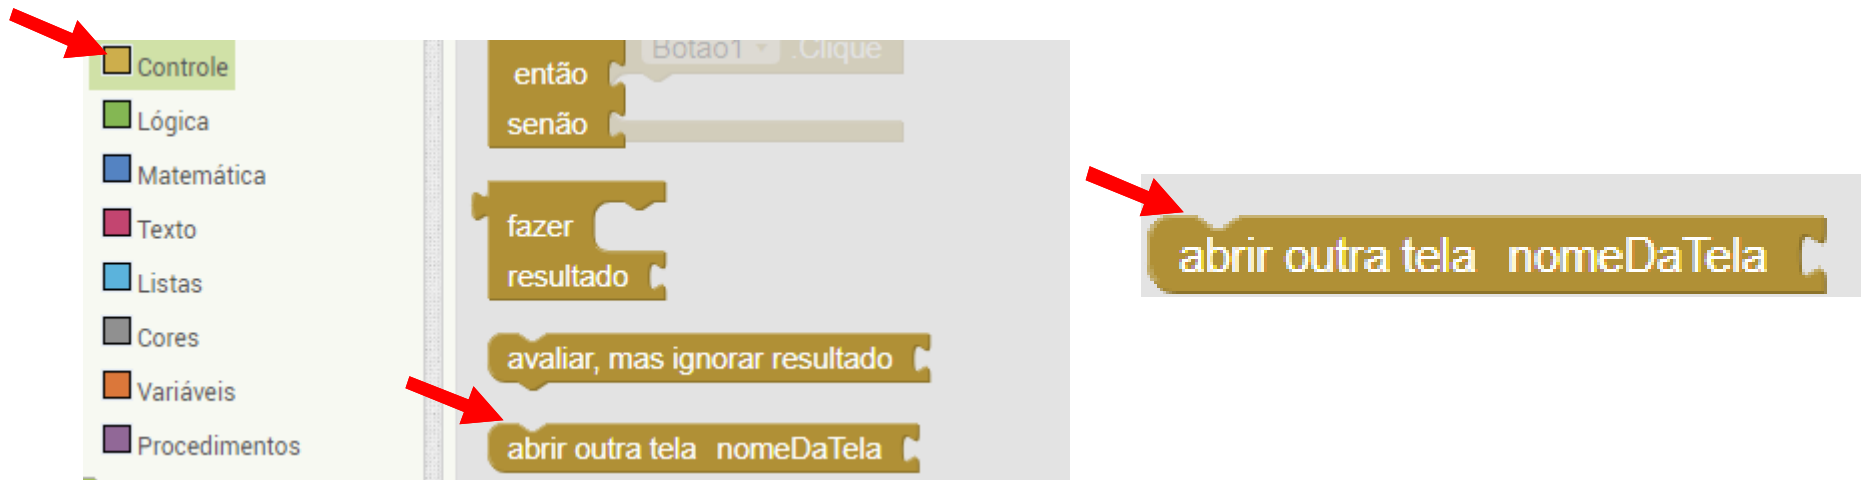 Controle
Lógica
Matemática
Texto
Listas
Cores
Variáveis
Procedimentos
Botão1 .Clique
então
senão
fazer
resultado
avaliar, mas ignorar resultado
abrir outra tela nomeDaTela
abrir outra tela nomeDaTela